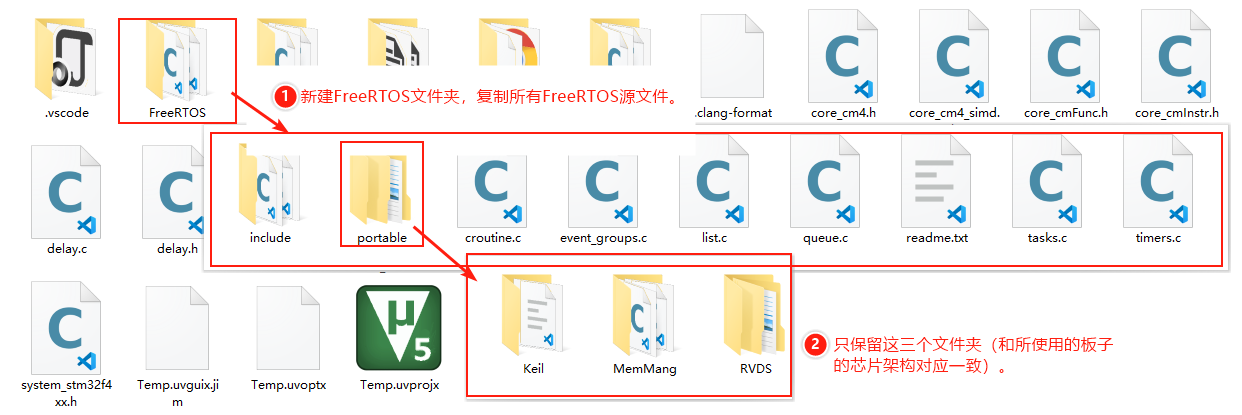 .vscode
FreeRTOS
.clang-format
core_cm4.h
core_cm4_simd.
core_cmFunc.h
core_cmInstr.h
1 新建FreeRTOS文件夹，复制所有FreeRTOS源文件。
delay.c
delay.h
include
portable
croutine.c
event_groups.c
list.c
queue.c
readme.txt
tasks.c
timers.c
system_stm32f4
xx.h
Temp.uvguix.ji
m
Temp.uvoptx
µ
5
Temp.uvprojx
Keil
MemMang
RVDS
2 只保留这三个文件夹（和所使用的板子
的芯片架构对应一致）。